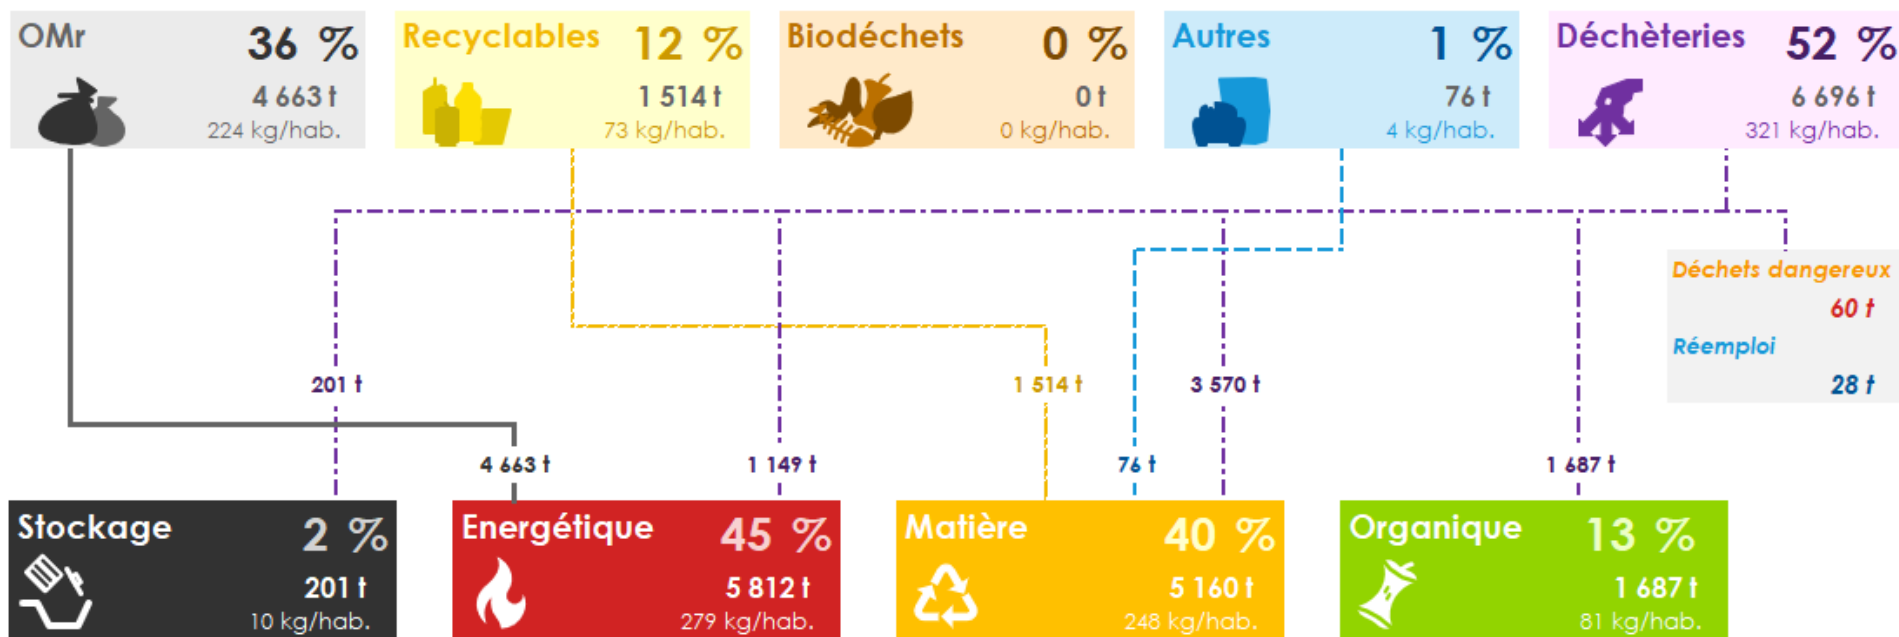 OMr 36 %
4 663 t
224 kg/hab.
Recyclables 12 %
1 514 t
73 kg/hab.
Biodéchets 0 %
0 t
0 kg/hab.
Autres 1 %
76 t
4 kg/hab.
Déchèteries 52 %
6 696 t
321 kg/hab.
Déchets dangereux
60 t
Réemploi
28 t
201 t
1 514 t
3 570 t
4 663 t
1 149 t
76 t
1 687 t
Stockage 2 %
201 t
10 kg/hab.
Energétique 45 %
5 812 t
279 kg/hab.
Matière 40 %
5 160 t
248 kg/hab.
Organique 13 %
1 687 t
81 kg/hab.